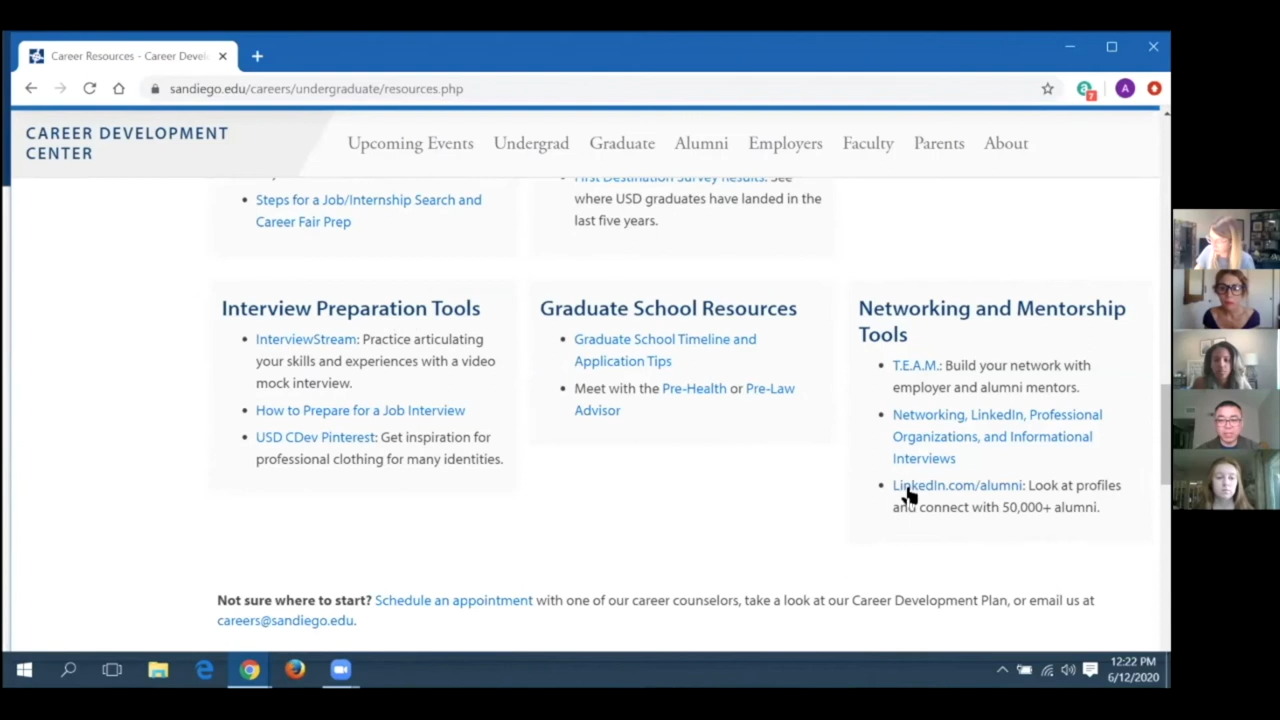 Career Resources - Career Devel
sandiego.edu/careers/undergraduate/resources.php
a
7
A
CAREER DEVELOPMENT
CENTER
Upcoming Events
Undergrad
Graduate
Alumni
Employers
Faculty
Parents
About
Steps for a Job/Internship Search and
Career Fair Prep
First Destination Survey Results: See
where USD graduates have landed in the
last five years.
Interview Preparation Tools
InterviewStream: Practice articulating
your skills and experiences with a video
mock interview.
How to Prepare for a Job Interview
USD CDev Pinterest: Get inspiration for
professional clothing for many identities.
Graduate School Resources
Graduate School Timeline and
Application Tips
Meet with the Pre-Health or Pre-Law
Advisor
Networking and Mentorship
Tools
T.E.A.M.: Build your network with
employer and alumni mentors.
Networking, LinkedIn, Professional
Organizations, and Informational
Interviews
LinkedIn.com/alumni: Look at profiles
and connect with 50,000+ alumni.
Not sure where to start? Schedule an appointment with one of our career counselors, take a look at our Career Development Plan, or email us at
careers@sandiego.edu.
12:22 PM
6/12/2020